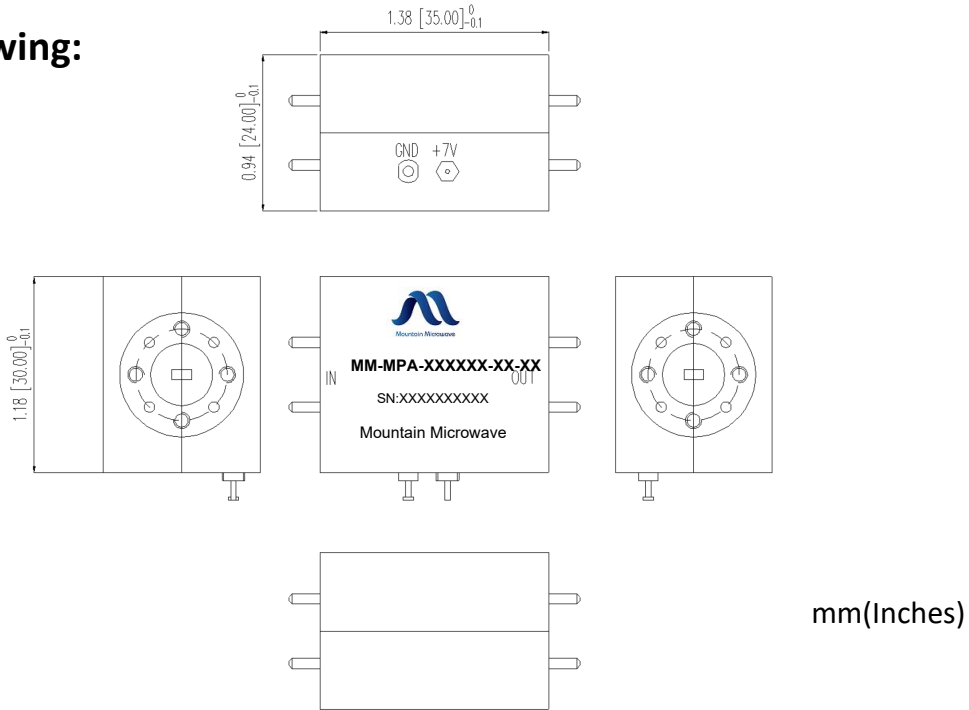 wing:
1.38 [35.00] 0 -0.1
0.94 [24.00] 0 -0.1
GND +7V
1.18 [30.00] 0 -0.1
Mountain Microwave
MM-MPA-XXXXXX-XX-XX
IN OUT
SN:XXXXXXXXXX
Mountain Microwave
mm(Inches)